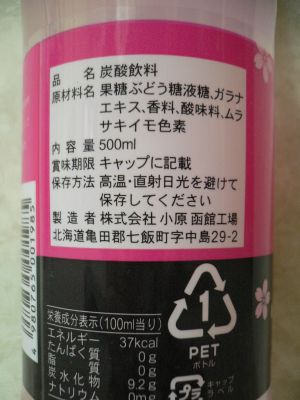 品名 炭酸飲料
原材料名 果糖ぶどう糖液糖、ガラナ
エキス、香料、酸味料、ムラ
サキイモ色素
内容量 500ml
賞味期限 キャップに記載
保存方法 高温・直射日光を避けて
保存してください
製造者 株式会社 小原 函館工場
北海道亀田郡七飯町字中島29-2
栄養成分表示(100ml当り)
エネルギー 37kcal
たんぱく質 0g
脂質 0g
炭水化物 9.2g
ナトリウム 0mg
1
PET
ボトル
プラ
キャップ
ラベル
4980765001985